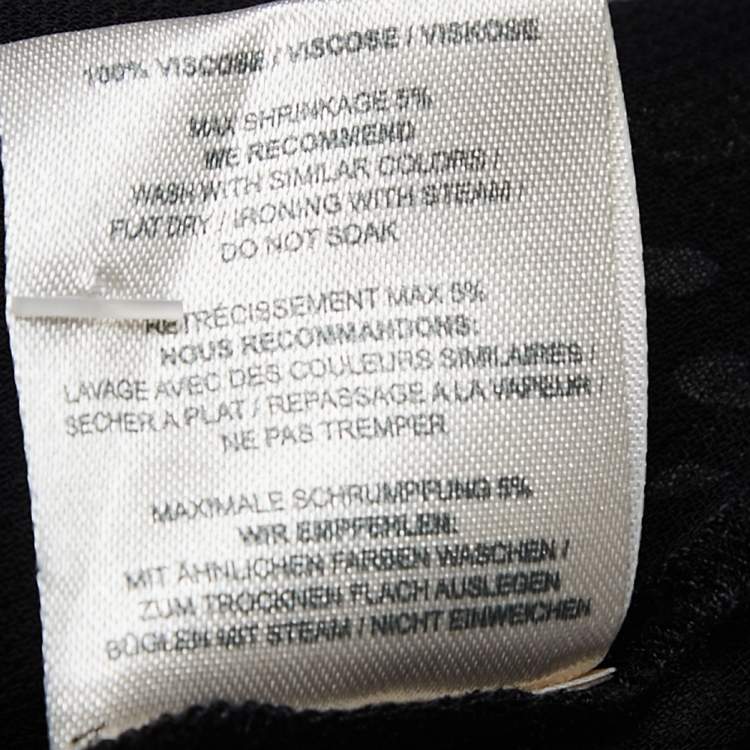 100% VISCOSE / VISCOSE / VISKOSE
MAX SHRINKAGE 5%
WE RECOMMEND
WASH WITH SIMILAR COLORS /
FLAT DRY / IRONING WITH STEAM /
DO NOT SOAK
RETRÉCISSEMENT MAX 5%
NOUS RECOMMANDONS:
LAVAGE AVEC DES COULEURS SIMILAIRES /
SECHER A PLAT / REPASSAGE A LA VAPEUR /
NE PAS TREMPER
MAXIMALE SCHRUMPFUNG 5%
WIR EMPFEHLEN:
MIT ÄHNLICHEN FARBEN WASCHEN /
ZUM TROCKNEN FLACH AUSLEGEN
BÜGLEN MIT STEAM / NICHT EINWEICHEN